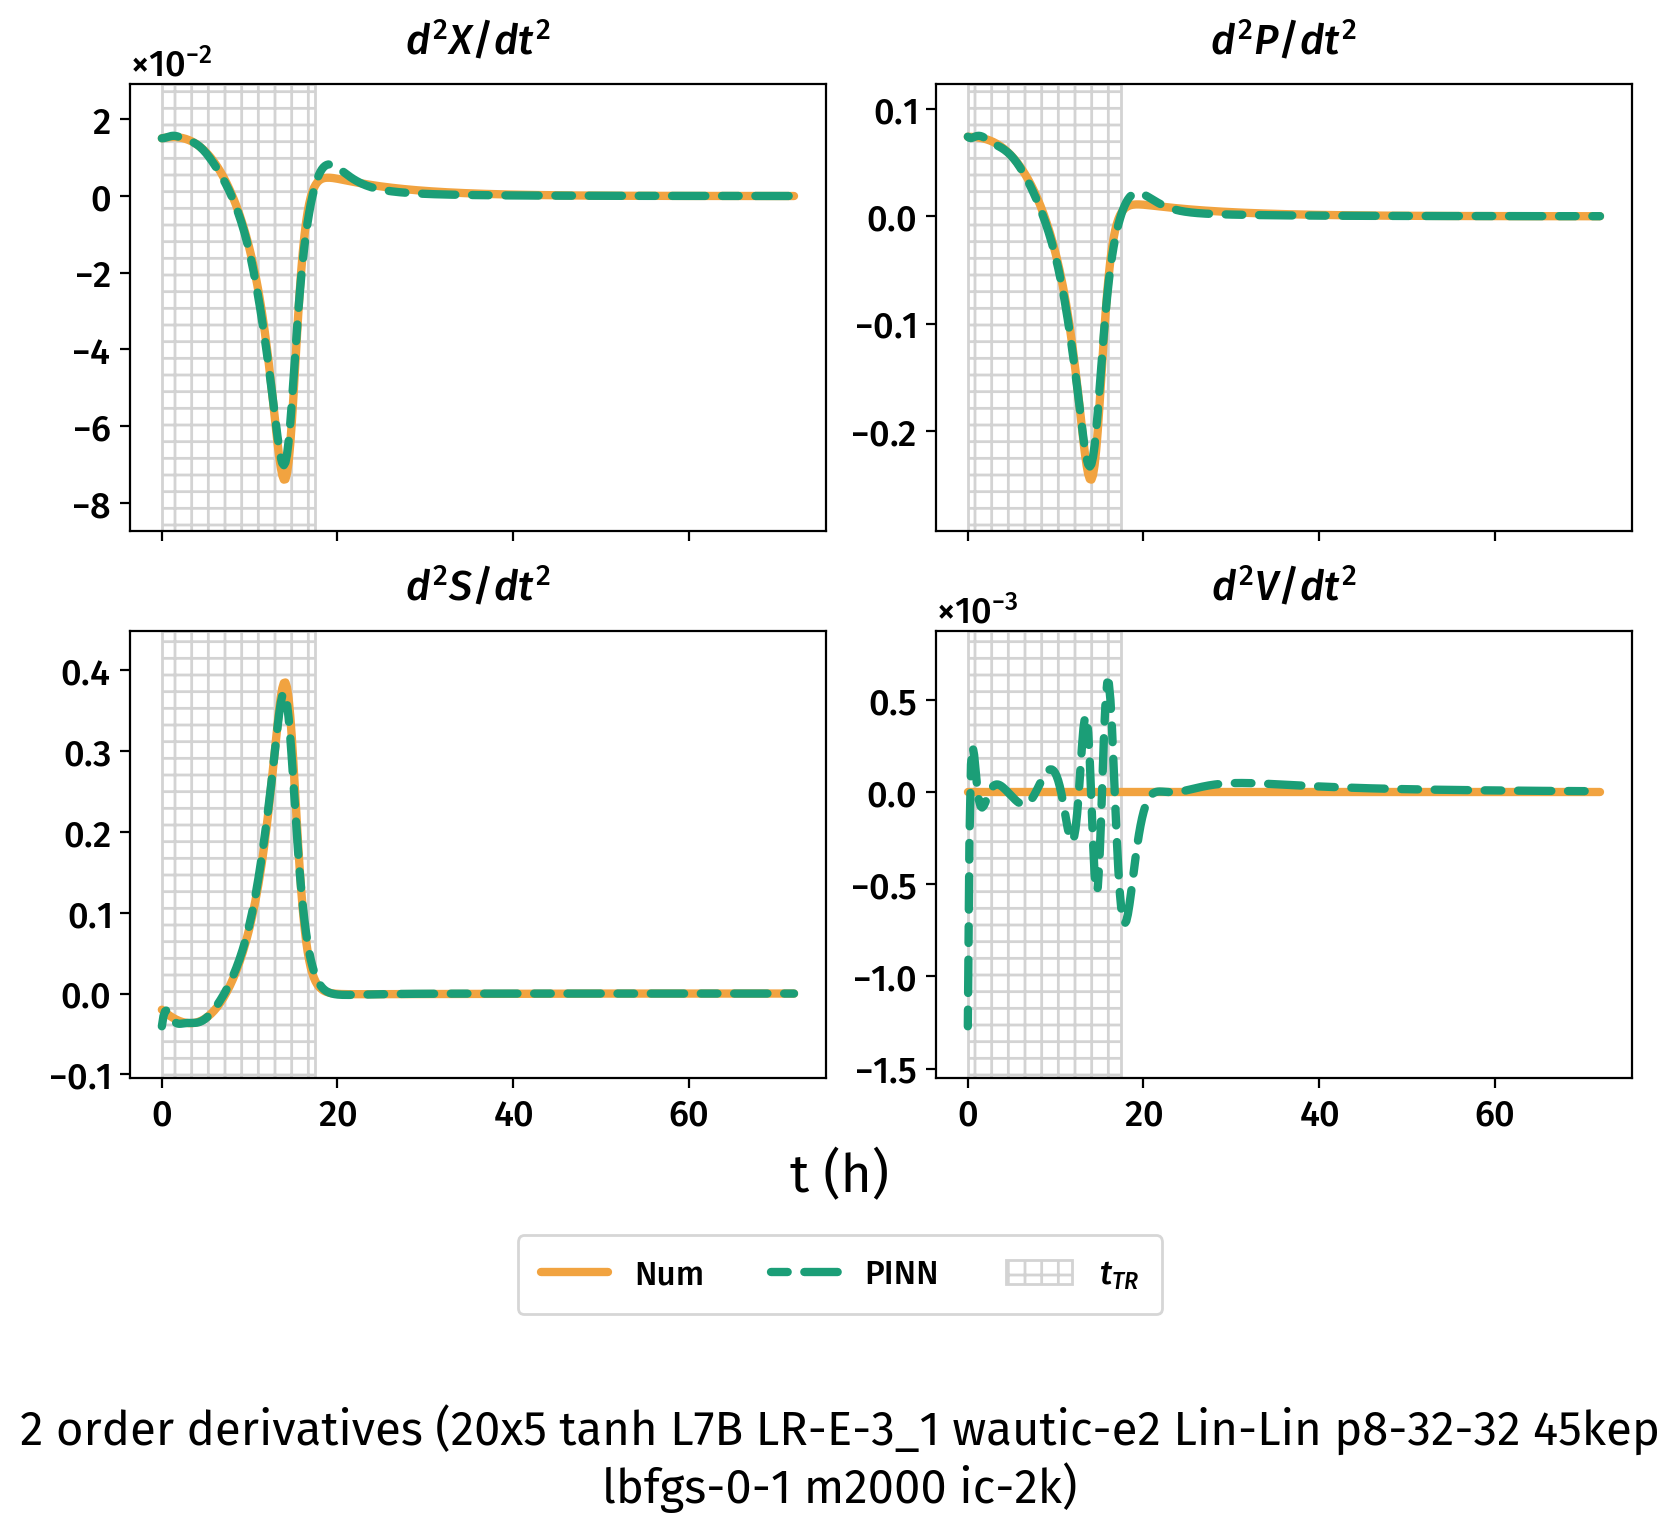 d²X/dt²
×10⁻²
2
0
−2
−4
−6
−8
d²P/dt²
0.1
0.0
−0.1
−0.2
d²S/dt²
0.4
0.3
0.2
0.1
0.0
−0.1
0 20 40 60
d²V/dt²
×10⁻³
0.5
0.0
−0.5
−1.0
−1.5
0 20 40 60
t (h)
Num PINN t_TR
2 order derivatives (20x5 tanh L7B LR-E-3_1 wautic-e2 Lin-Lin p8-32-32 45kep
lbfgs-0-1 m2000 ic-2k)